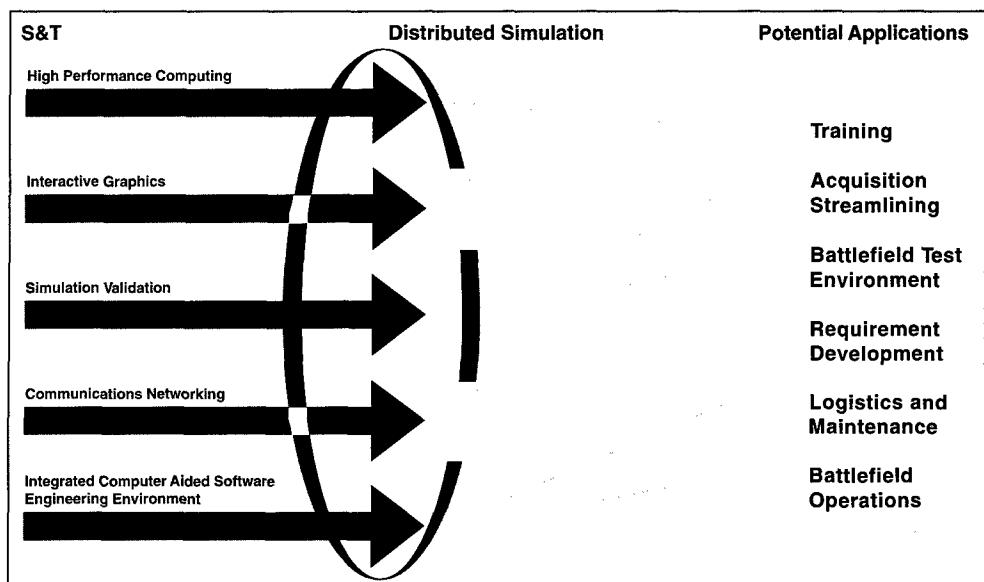 S&T
Distributed Simulation
Potential Applications
High Performance Computing
Interactive Graphics
Simulation Validation
Communications Networking
Integrated Computer Aided Software
Engineering Environment
Training
Acquisition
Streamlining
Battlefield Test
Environment
Requirement
Development
Logistics and
Maintenance
Battlefield
Operations